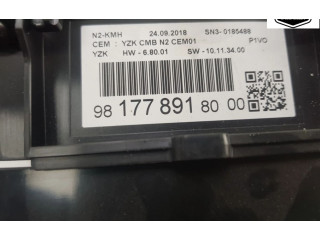 N2-KMH 24.09.2018 SN3- 0185488
CEM : YZK CMB N2 CEM01 P1VO
YZK HW - 6.80.01 SW - 10.11.34.00
98 177 891 80 00